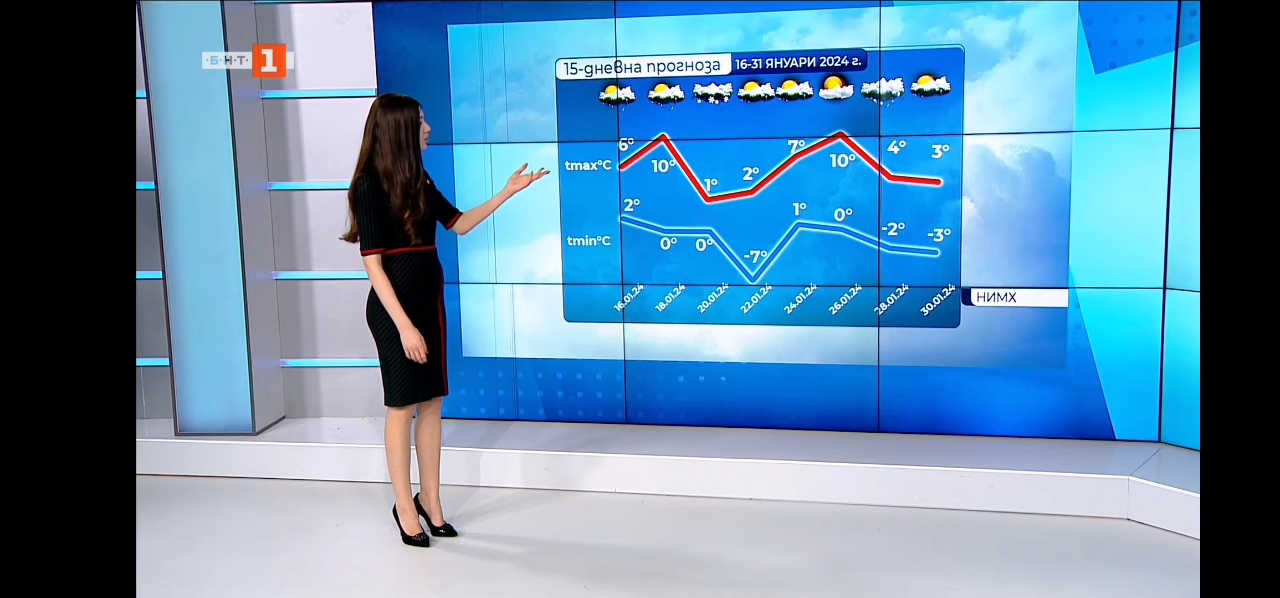 БНТ 1
15-дневна прогноза 16-31 ЯНУАРИ 2024 г.
tmax°C 6° 10° 1° 2° 7° 10° 4° 3°
tmin°C 2° 0° 0° -7° 1° 0° -2° -3°
16.01.24 18.01.24 20.01.24 22.01.24 24.01.24 26.01.24 28.01.24 30.01.24
НИМХ